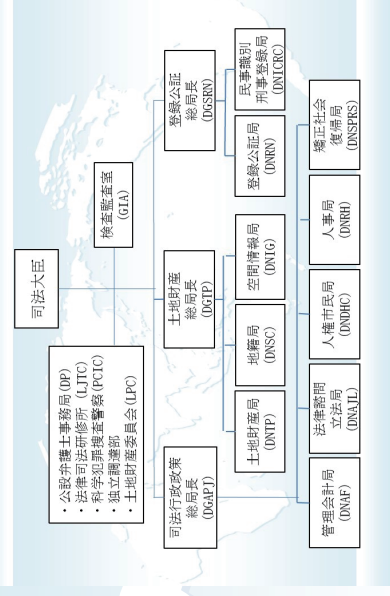 司法大臣
検査監査室
(GIA)
・公設弁護士事務局(DP)
・法律司法研修所 (LJTC)
・科学犯罪捜査警察(PCIC)
・独立調達部
・土地財産委員会(LPC)
司法行政政策
総局長
(DGAPJ)
土地財産
総局長
(DGTP)
登録公証
総局長
(DGSRN)
土地財産局
(DNTP)
地籍局
(DNSC)
空間情報局
(DNIG)
登録公証局
(DNRN)
民事識別
刑事登録局
(DNICRC)
管理会計局
(DNAF)
法律諮問
立法局
(DNAJL)
人権市民局
(DNDHC)
人事局
(DNRH)
矯正社会
復帰局
(DNSPRS)